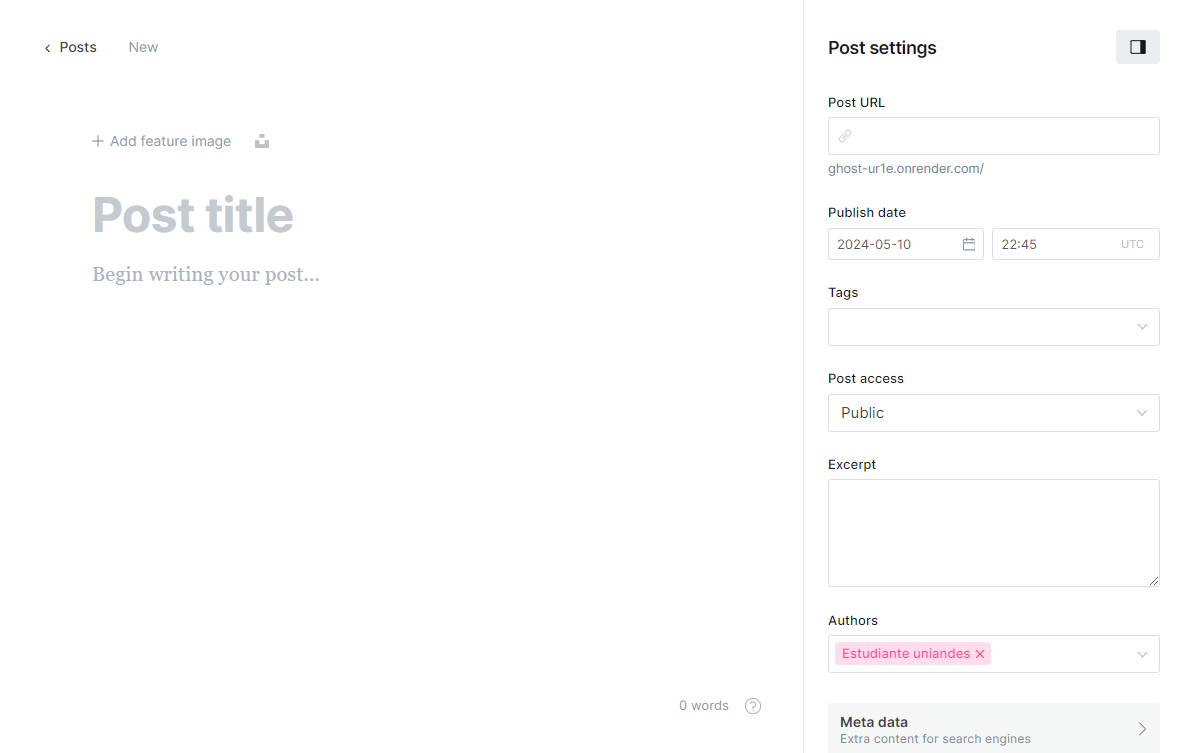 Posts New
Add feature image
Post title
Begin writing your post...
0 words
Post settings
Post URL
ghost-ur1e.onrender.com/
Publish date
2024-05-10 22:45 UTC
Tags
Post access
Public
Excerpt
Authors
Estudiante uniandes
Meta data
Extra content for search engines